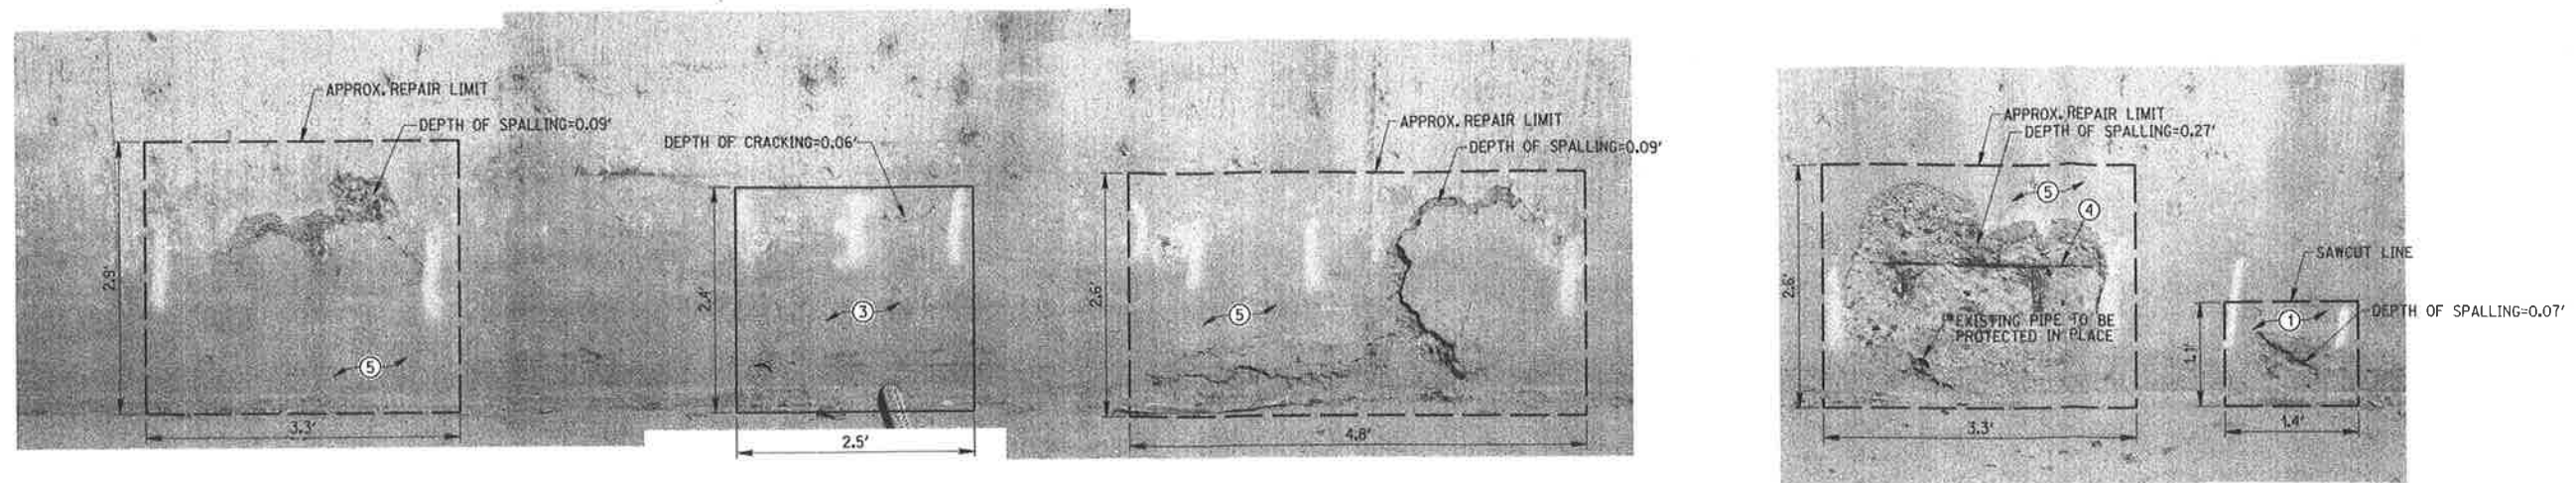 APPROX. REPAIR LIMIT
DEPTH OF SPALLING=0.09'
2.9'
5
3.3'
DEPTH OF CRACKING=0.06'
2.4'
3
2.5'
APPROX. REPAIR LIMIT
DEPTH OF SPALLING=0.09'
2.6'
5
4.8'
APPROX. REPAIR LIMIT
DEPTH OF SPALLING=0.27'
5
4
2.6'
EXISTING PIPE TO BE
PROTECTED IN PLACE
3.3'
SAWCUT LINE
1
DEPTH OF SPALLING=0.07'
1.1'
1.4'